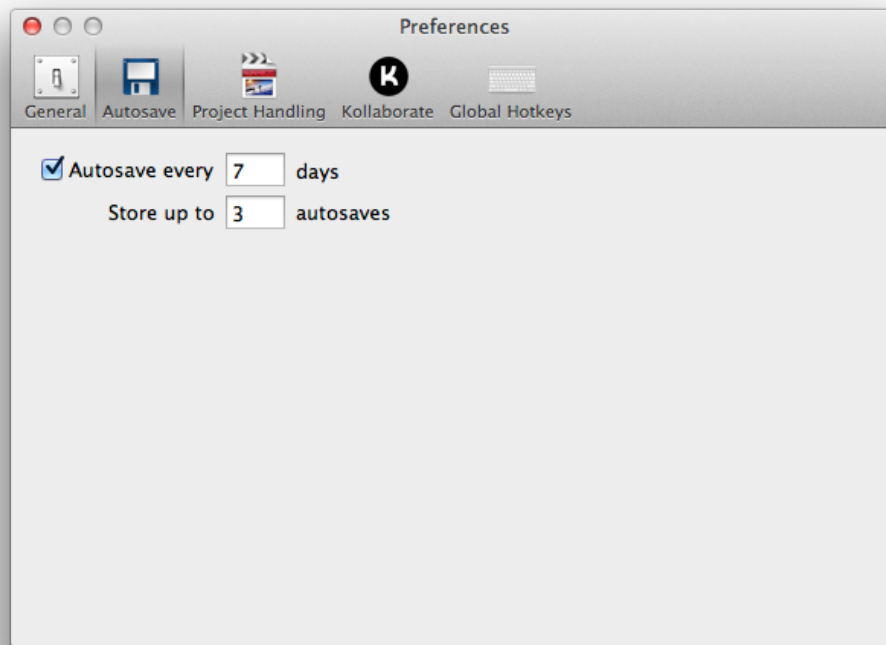 Preferences
General Autosave Project Handling Kollaborate Global Hotkeys
Autosave every 7 days
Store up to 3 autosaves